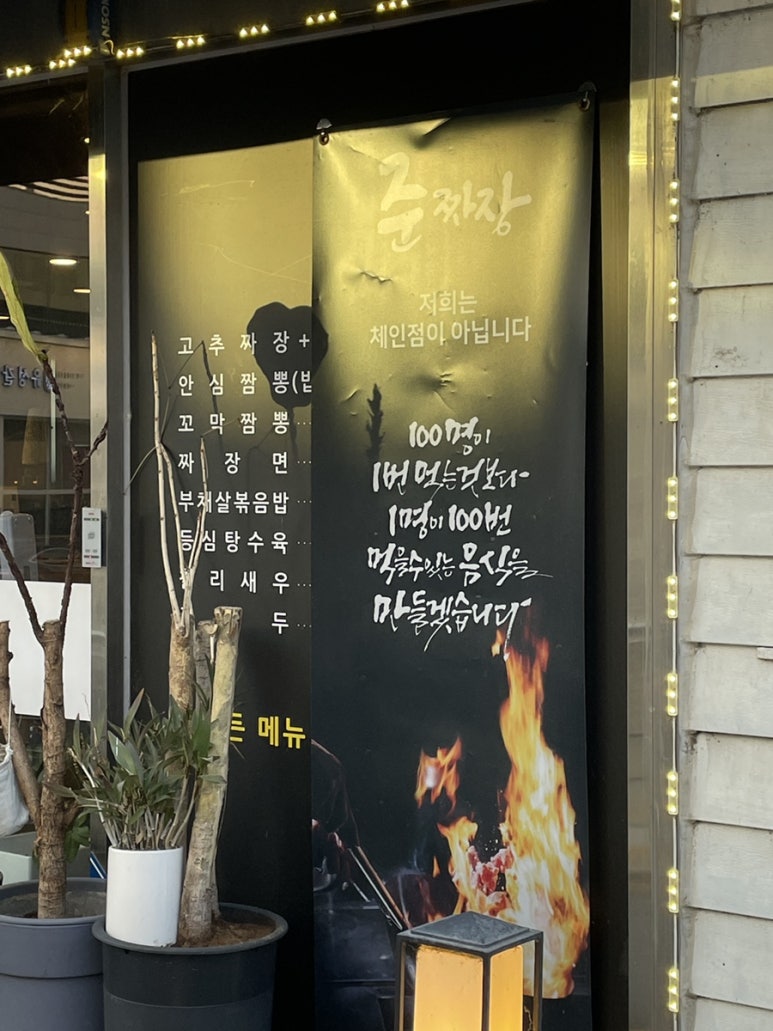 고추짜장+
안심짬뽕(밥
꼬막짬뽕
짜장면
부채살볶음밥
등심탕수육
리새우
두
든 메뉴
준짜장
저희는
체인점이 아닙니다
100명이
1번 먹는것보다
1명이 100번
먹을수있는 음식을
만들겠습니다